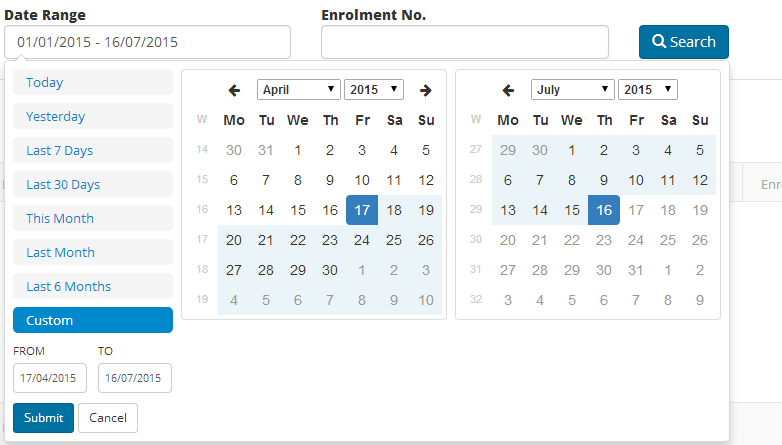 Date Range Enrolment No.
01/01/2015 - 16/07/2015 Search
Today
Yesterday
Last 7 Days
Last 30 Days
This Month
Last Month
Last 6 Months
Custom
FROM TO
17/04/2015 16/07/2015
Submit Cancel
April 2015
W Mo Tu We Th Fr Sa Su
14 30 31 1 2 3 4 5
15 6 7 8 9 10 11 12
16 13 14 15 16 17 18 19
17 20 21 22 23 24 25 26
18 27 28 29 30 1 2 3
19 4 5 6 7 8 9 10
July 2015
W Mo Tu We Th Fr Sa Su
27 29 30 1 2 3 4 5
28 6 7 8 9 10 11 12
29 13 14 15 16 17 18 19
30 20 21 22 23 24 25 26
31 27 28 29 30 31 1 2
32 3 4 5 6 7 8 9
Enr